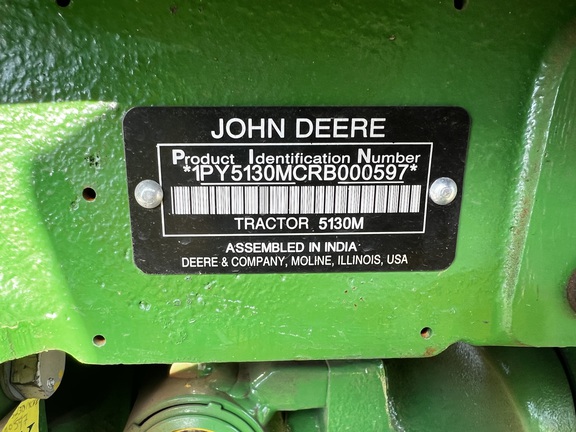 JOHN DEERE
Product Identification Number
*1PY5130MCRB000597*
TRACTOR 5130M
ASSEMBLED IN INDIA
DEERE & COMPANY, MOLINE, ILLINOIS, USA